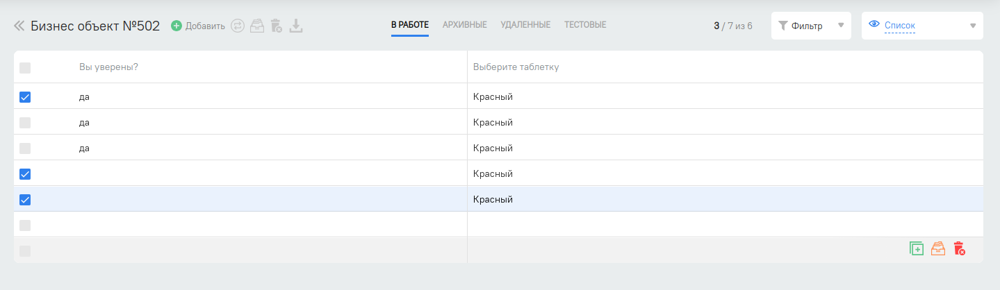 Бизнес объект №502 Добавить В РАБОТЕ АРХИВНЫЕ УДАЛЕННЫЕ ТЕСТОВЫЕ 3 / 7 из 6 Фильтр Список
Вы уверены? Выберите таблетку
да Красный
да Красный
да Красный
Красный
Красный